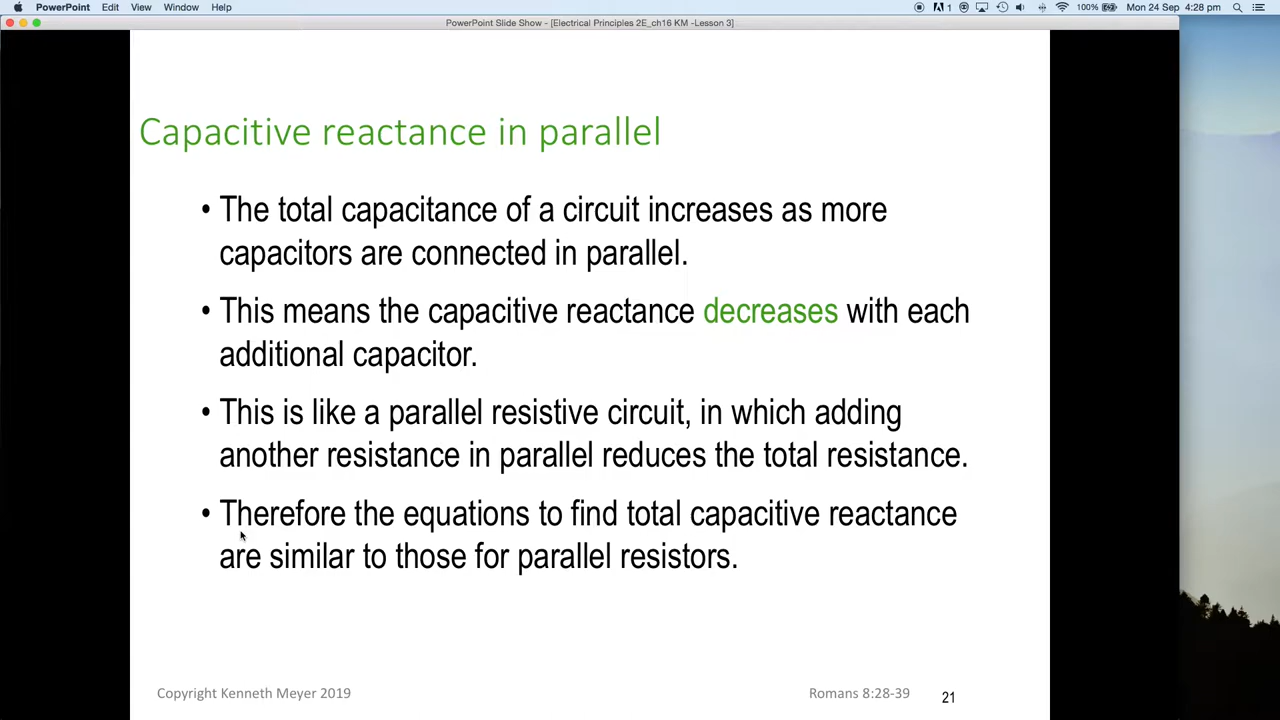 PowerPoint Edit View Window Help 1 100% Mon 24 Sep 4:28 pm
PowerPoint Slide Show - [Electrical Principles 2E_ch16 KM -Lesson 3]
Capacitive reactance in parallel
• The total capacitance of a circuit increases as more
capacitors are connected in parallel.
• This means the capacitive reactance decreases with each
additional capacitor.
• This is like a parallel resistive circuit, in which adding
another resistance in parallel reduces the total resistance.
• Therefore the equations to find total capacitive reactance
are similar to those for parallel resistors.
Copyright Kenneth Meyer 2019 Romans 8:28-39 21